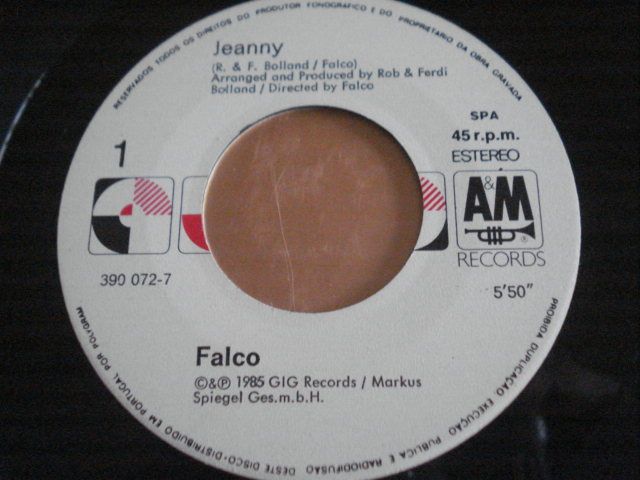 RESERVADOS TODOS OS DIREITOS DO PRODUTOR FONOGRÁFICO E DO PROPRIETARIO DA OBRA GRAVADA
Jeanny
(R. & F. Bolland / Falco)
Arranged and Produced by Rob & Ferdi
Bolland / Directed by Falco
SPA
45 r.p.m.
ESTEREO
1
A&M
®
RECORDS
390 072-7
5'50"
Falco
©&℗ 1985 GIG Records / Markus
Spiegel Ges.m.b.H.
PROIBIDA DUPLICAÇÃO EXECUÇÃO PUBLICA E RADIODIFUSÃO DESTE DISCO • DISTRIBUIDO EM PORTUGAL POR POLYGRAM